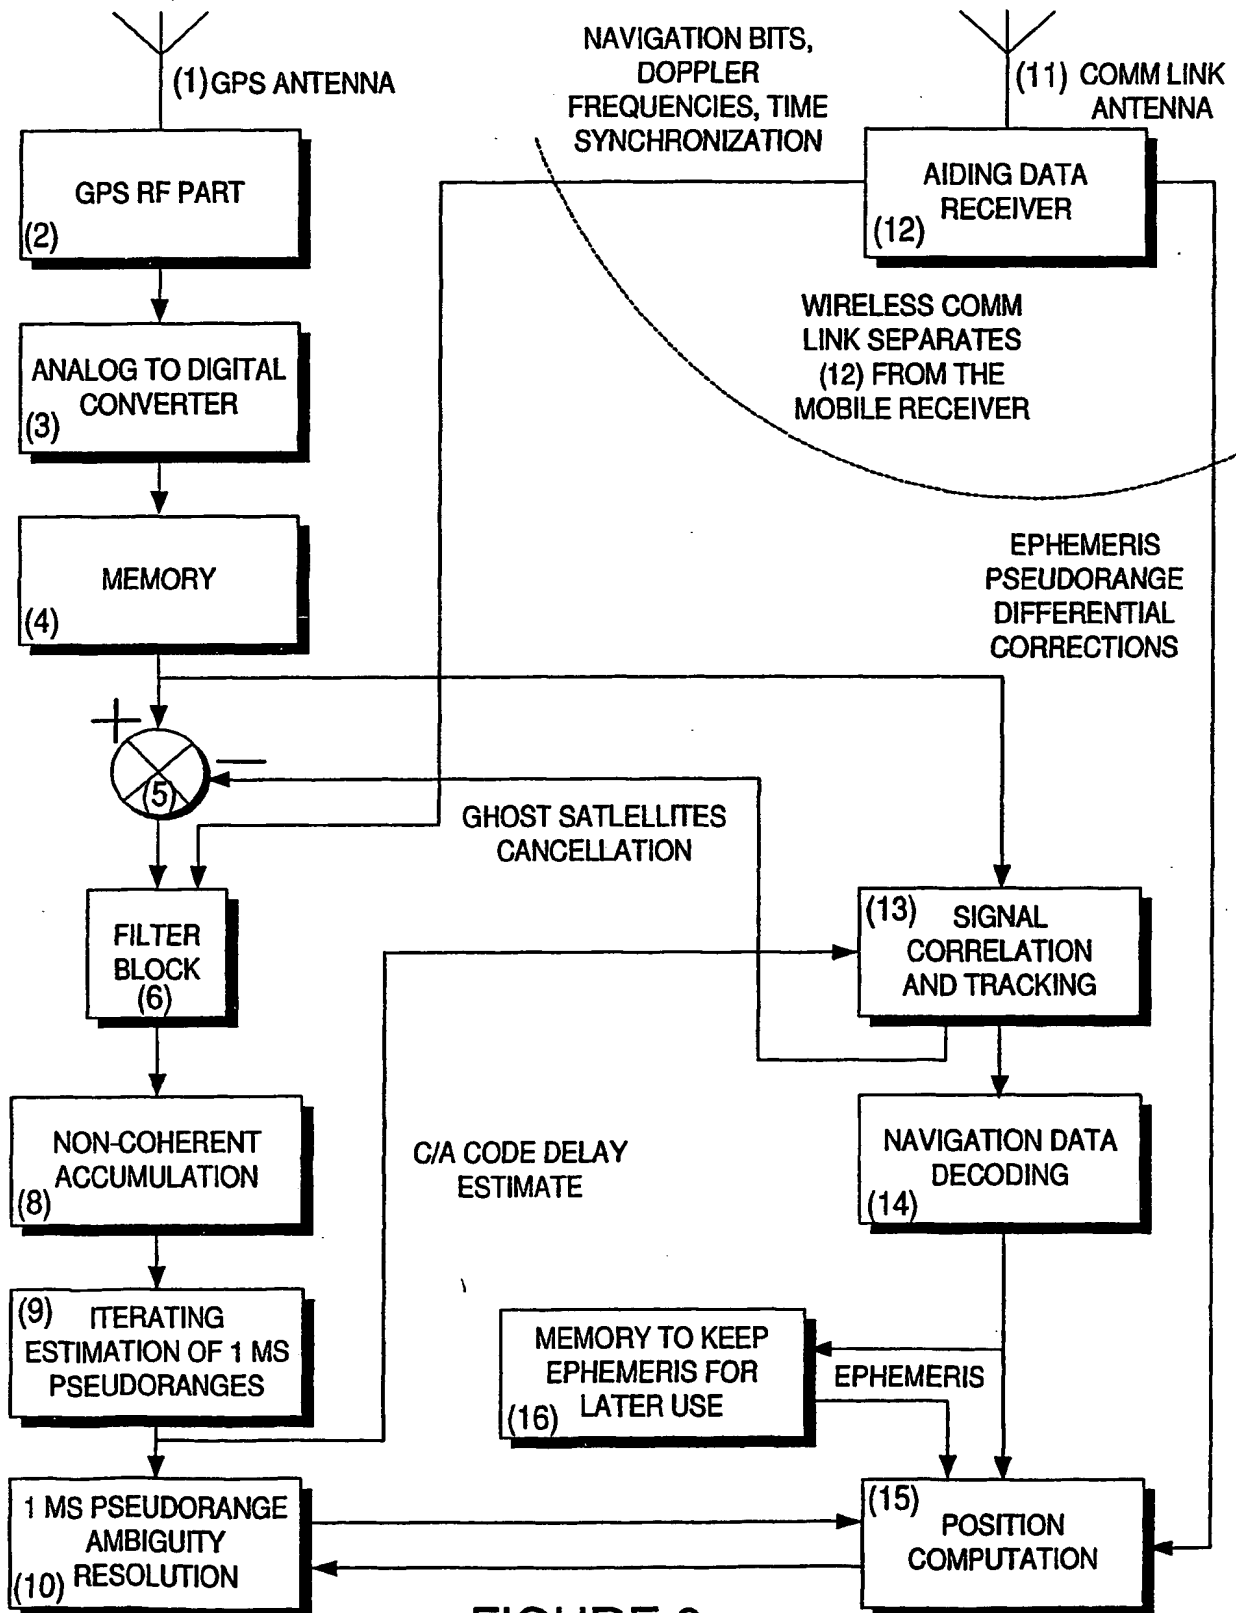 (1) GPS ANTENNA
NAVIGATION BITS,
DOPPLER
FREQUENCIES, TIME
SYNCHRONIZATION
(11) COMM LINK
ANTENNA
GPS RF PART
(2)
AIDING DATA
RECEIVER
(12)
WIRELESS COMM
LINK SEPARATES
(12) FROM THE
MOBILE RECEIVER
ANALOG TO DIGITAL
CONVERTER
(3)
MEMORY
(4)
EPHEMERIS
PSEUDORANGE
DIFFERENTIAL
CORRECTIONS
+
—
(5)
GHOST SATLELLITES
CANCELLATION
FILTER
BLOCK
(6)
(13) SIGNAL
CORRELATION
AND TRACKING
NON-COHERENT
ACCUMULATION
(8)
C/A CODE DELAY
ESTIMATE
NAVIGATION DATA
DECODING
(14)
(9) ITERATING
ESTIMATION OF 1 MS
PSEUDORANGES
MEMORY TO KEEP
EPHEMERIS FOR
LATER USE
(16)
EPHEMERIS
1 MS PSEUDORANGE
AMBIGUITY
RESOLUTION
(10)
(15)
POSITION
COMPUTATION